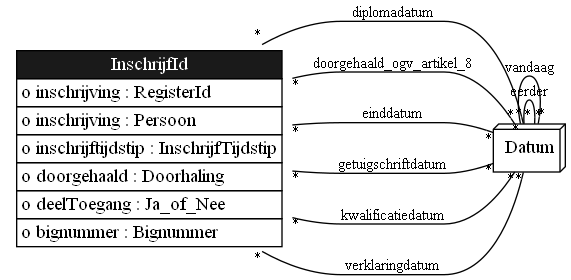 diplomadatum
*
InschrijfId
o inschrijving : RegisterId
o inschrijving : Persoon
o inschrijftijdstip : InschrijfTijdstip
o doorgehaald : Doorhaling
o deelToegang : Ja_of_Nee
o bignummer : Bignummer
doorgehaald_ogv_artikel_8
* *
vandaag
* *
eerder
* *
einddatum
* *
Datum
getuigschriftdatum
* *
kwalificatiedatum
* *
verklaringdatum
* *